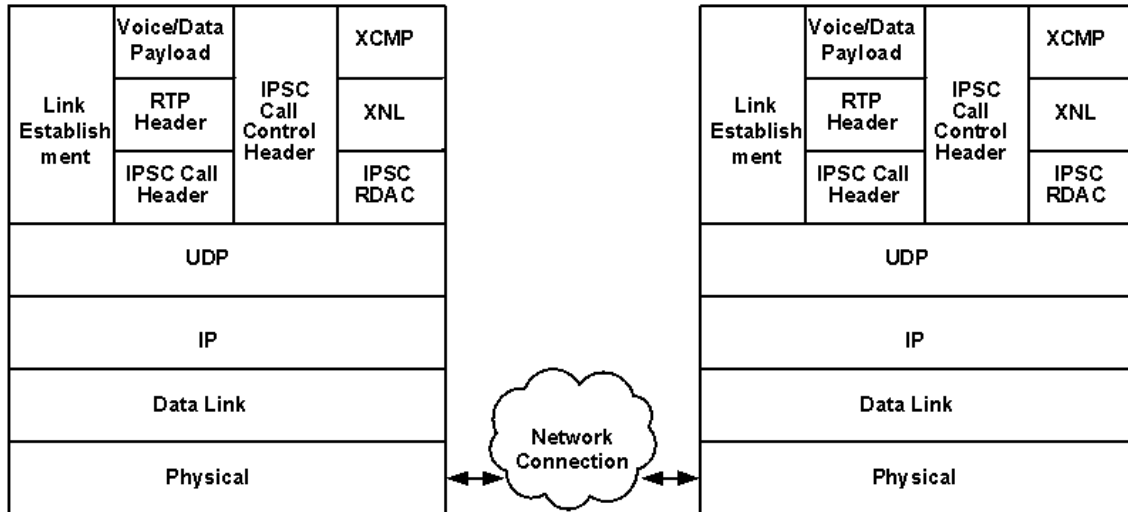 Link
Establish
ment
Voice/Data
Payload
RTP
Header
IPSC Call
Header
IPSC
Call
Control
Header
XCMP
XNL
IPSC
RDAC
UDP
IP
Data Link
Physical
Network
Connection
Link
Establish
ment
Voice/Data
Payload
RTP
Header
IPSC Call
Header
IPSC
Call
Control
Header
XCMP
XNL
IPSC
RDAC
UDP
IP
Data Link
Physical